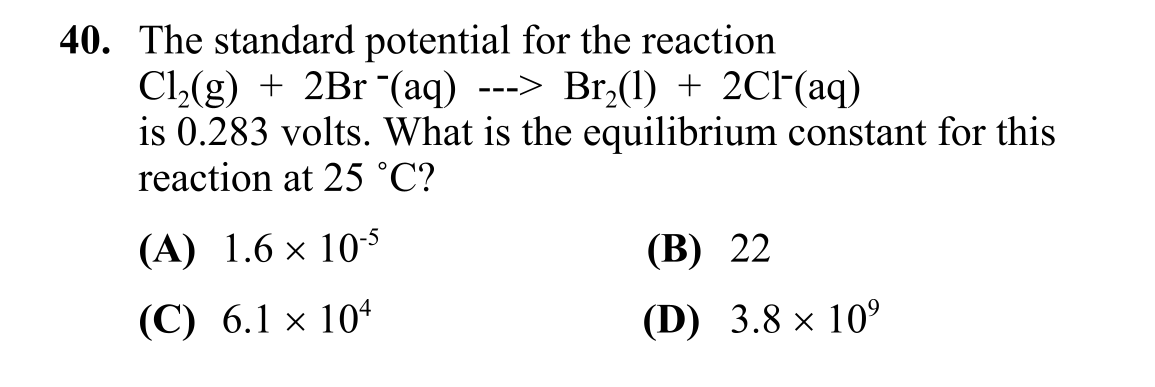 40. The standard potential for the reaction
Cl₂(g) + 2Br ⁻(aq) ---> Br₂(l) + 2Cl⁻(aq)
is 0.283 volts. What is the equilibrium constant for this
reaction at 25 ˚C?
(A) 1.6 × 10⁻⁵ (B) 22
(C) 6.1 × 10⁴ (D) 3.8 × 10⁹